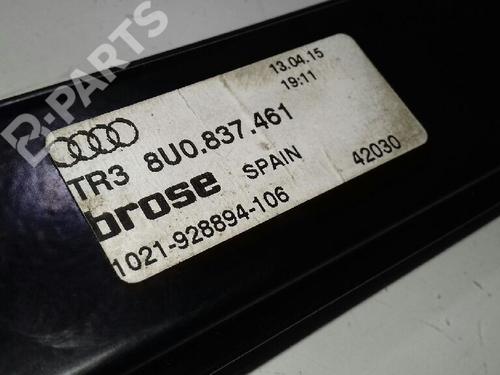 B-PARTS
13.04.15
19:11
TR3 8U0.837.461
brose SPAIN 42030
1021-928894-106